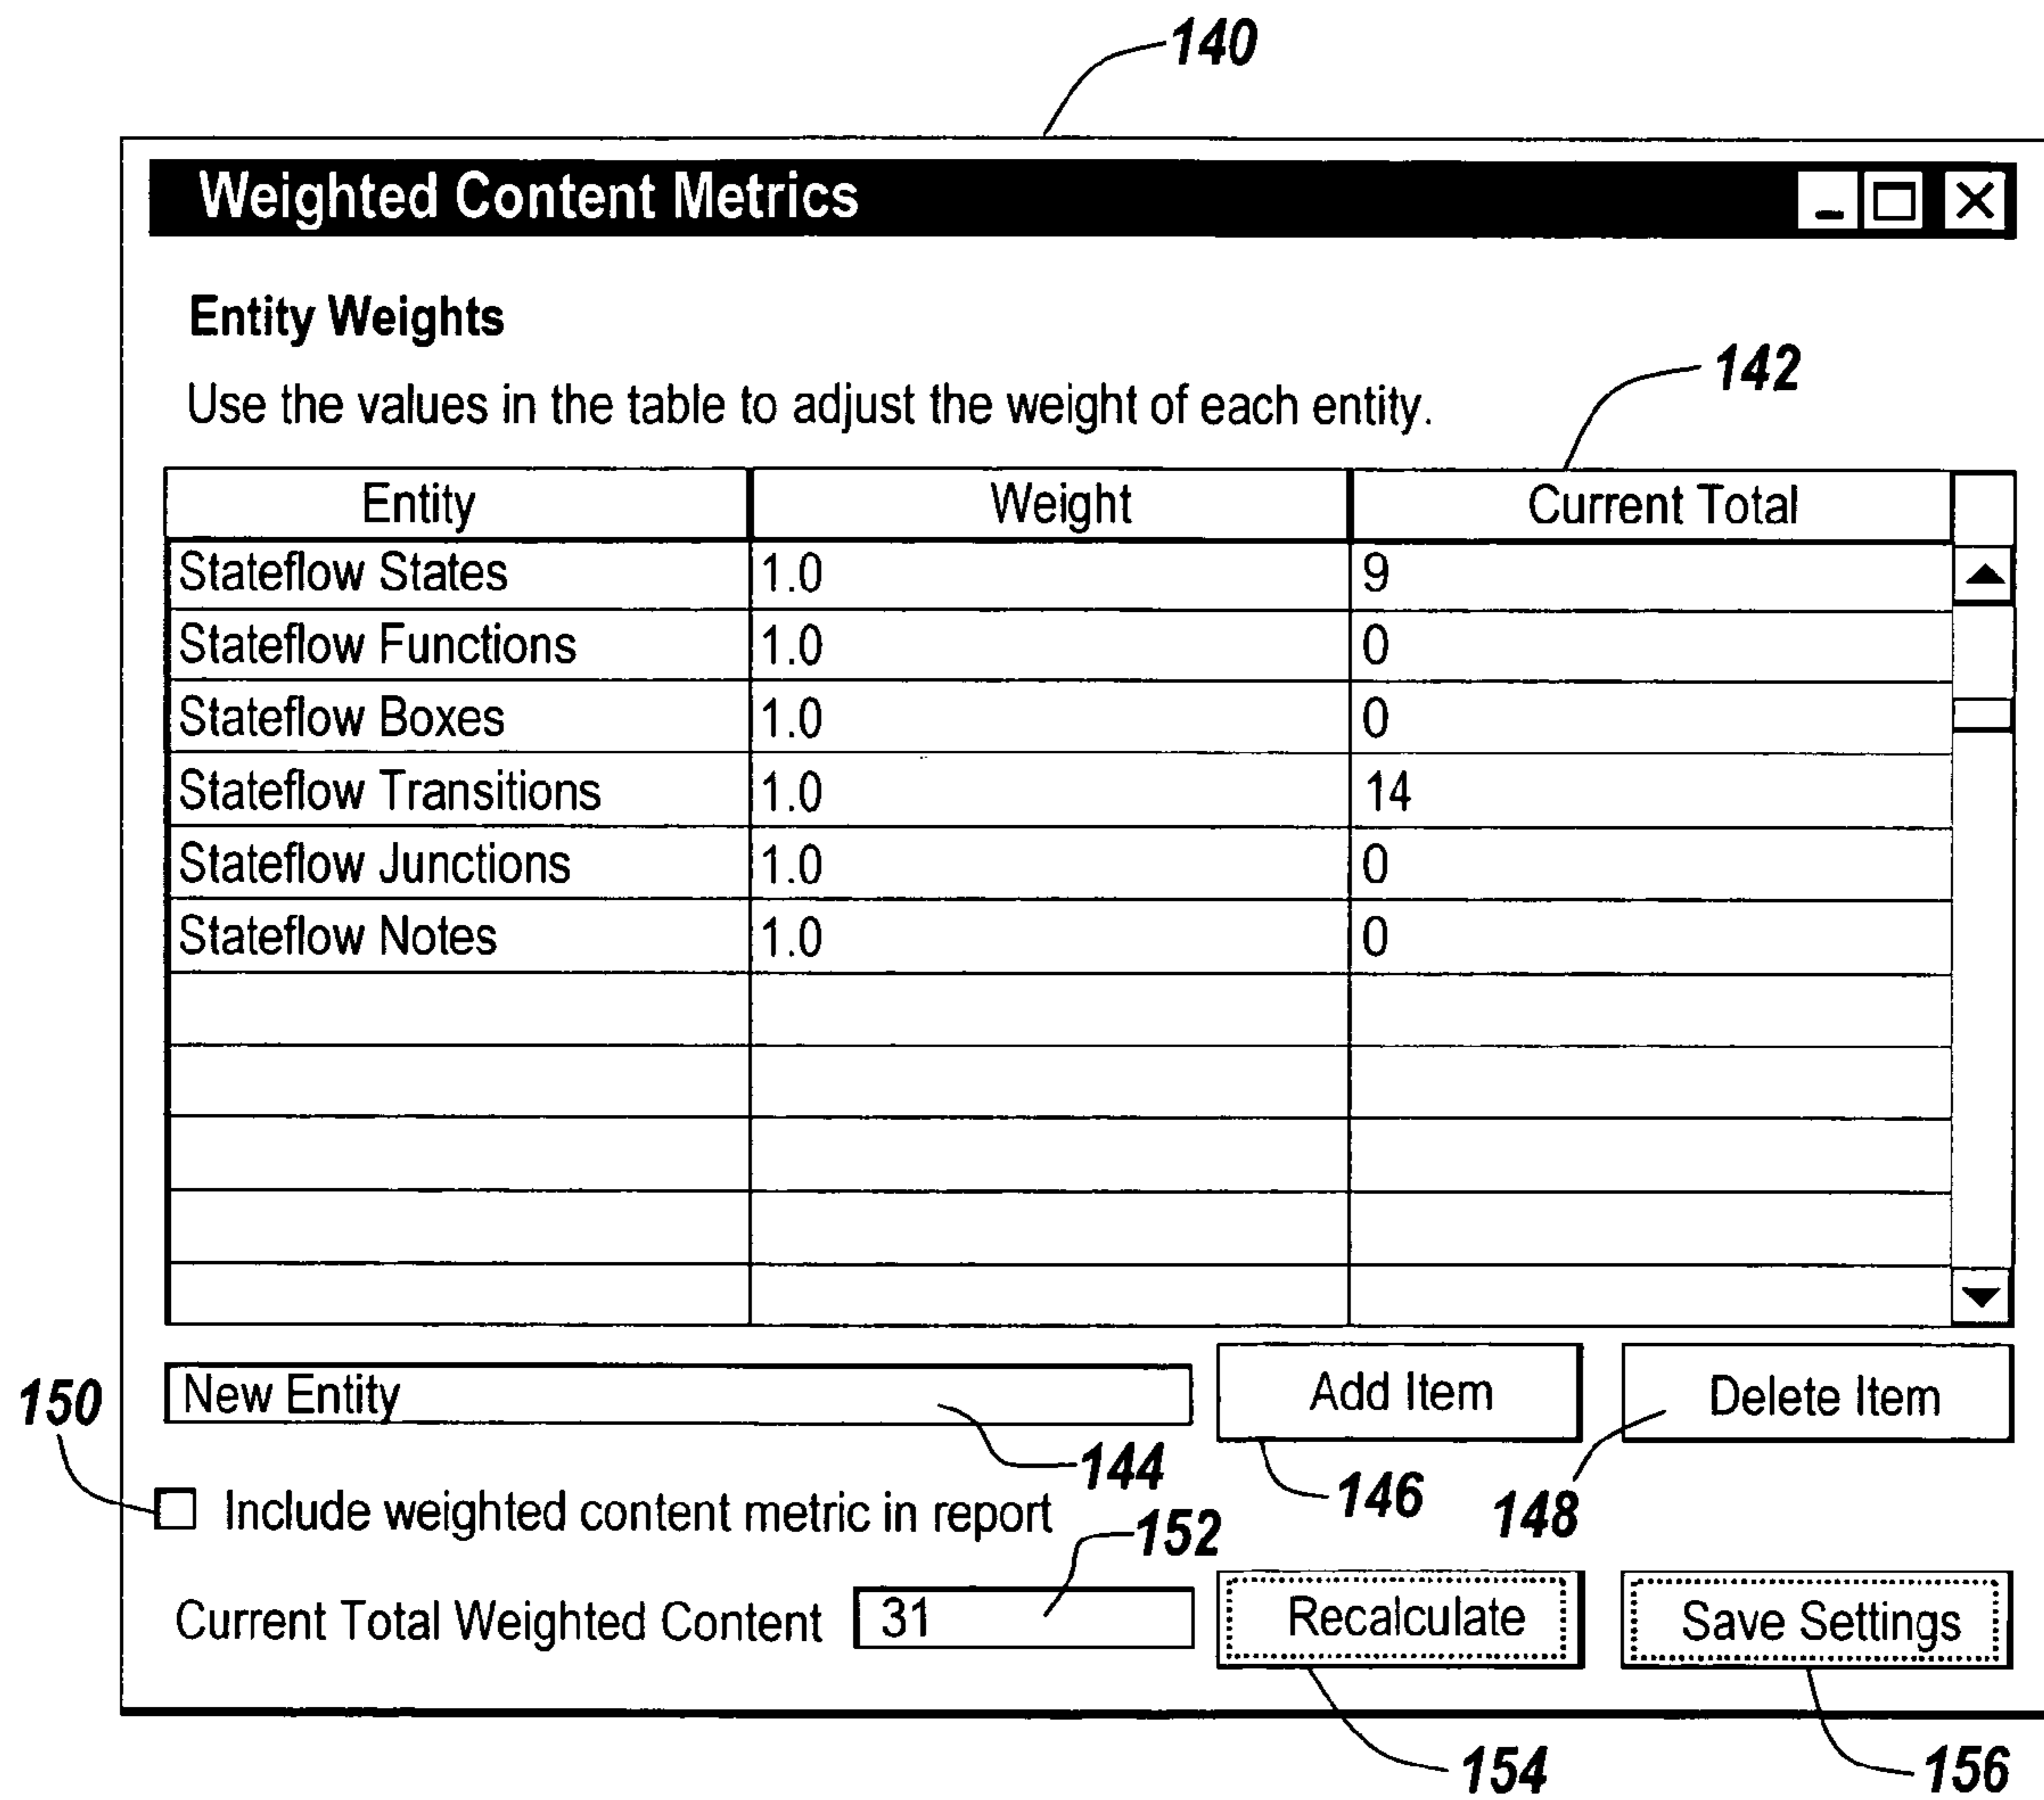 140
Weighted Content Metrics
Entity Weights
142
Use the values in the table to adjust the weight of each entity.
Entity Weight Current Total
Stateflow States 1.0 9
Stateflow Functions 1.0 0
Stateflow Boxes 1.0 0
Stateflow Transitions 1.0 14
Stateflow Junctions 1.0 0
Stateflow Notes 1.0 0
150 New Entity Add Item Delete Item
144 146 148
Include weighted content metric in report
152
Current Total Weighted Content 31 Recalculate Save Settings
154 156